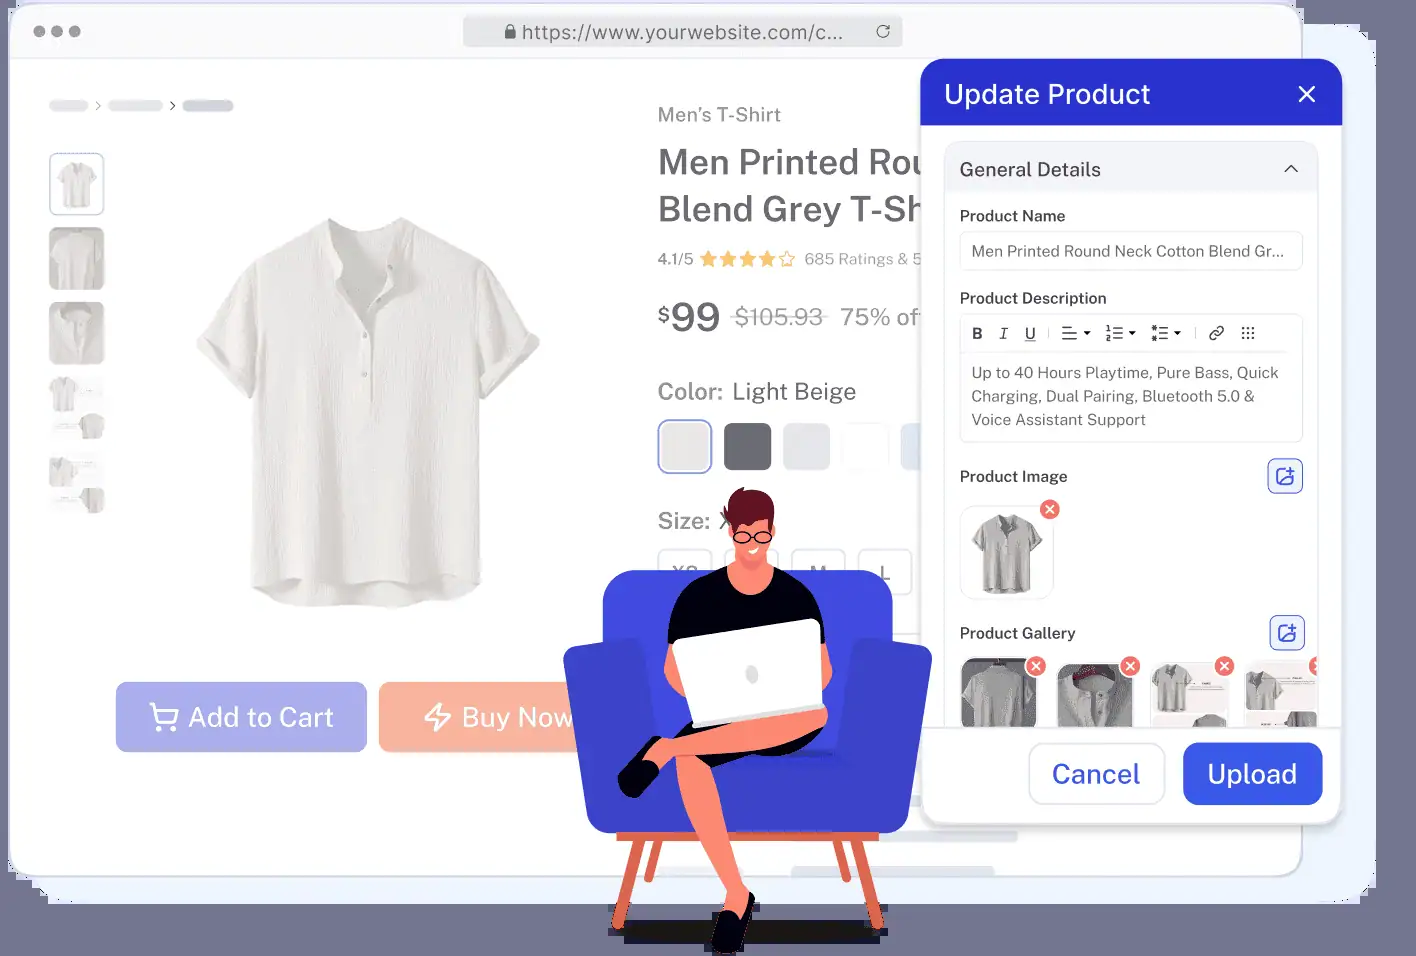 https://www.yourwebsite.com/c...
Men's T-Shirt
Men Printed Rou
Blend Grey T-Sh
4.1/5 685 Ratings & 5
$99 $105.93 75% of
Color: Light Beige
Size:
XS M L
Add to Cart
Buy Now
Update Product
General Details
Product Name
Men Printed Round Neck Cotton Blend Gr...
Product Description
B I U
Up to 40 Hours Playtime, Pure Bass, Quick
Charging, Dual Pairing, Bluetooth 5.0 &
Voice Assistant Support
Product Image
Product Gallery
Cancel
Upload